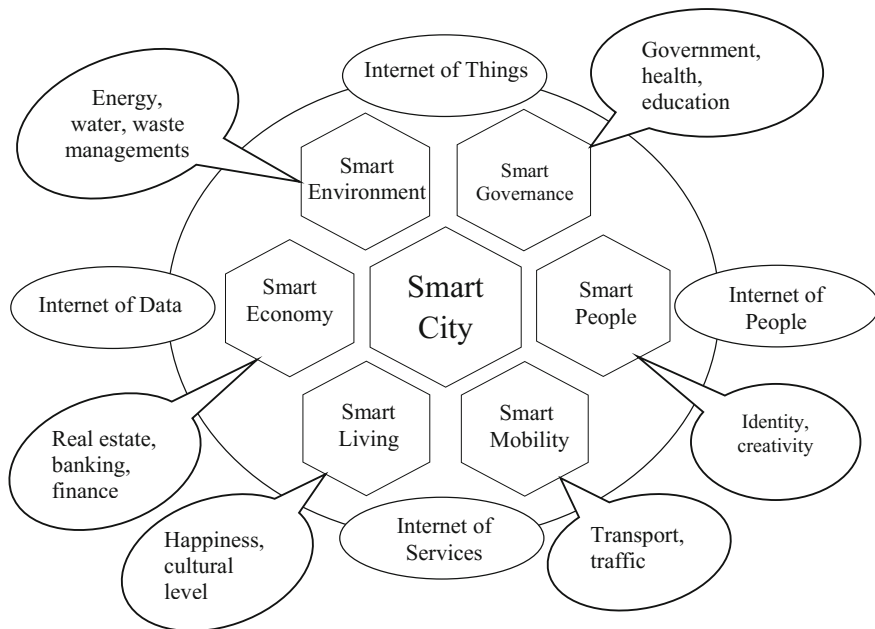 Internet of Things
Government,
health,
education
Energy,
water, waste
managements
Smart
Environment
Smart
Governance
Internet of Data
Smart
Economy
Smart
City
Smart
People
Internet of
People
Real estate,
banking,
finance
Smart
Living
Smart
Mobility
Identity,
creativity
Happiness,
cultural
level
Internet of
Services
Transport,
traffic